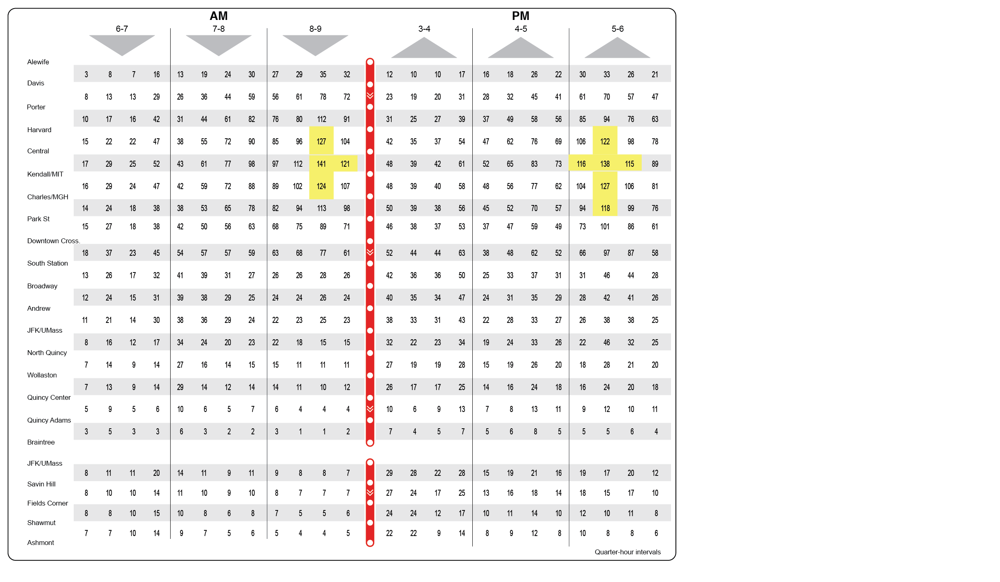 AM PM
6-7 7-8 8-9 3-4 4-5 5-6
Alewife
3 8 7 16 13 19 24 30 27 29 35 32 12 10 10 17 16 18 26 22 30 33 26 21
Davis
8 13 13 29 26 36 44 59 56 61 78 72 23 19 20 31 28 32 45 41 61 70 57 47
Porter
10 17 16 42 31 44 61 82 76 80 112 91 31 25 27 39 37 49 58 56 85 94 76 63
Harvard
15 22 22 47 38 55 72 90 85 96 127 104 42 35 37 54 47 62 76 69 106 122 98 78
Central
17 29 25 52 43 61 77 98 97 112 141 121 48 39 42 61 52 65 83 73 116 138 115 89
Kendall/MIT
16 29 24 47 42 59 72 88 89 102 124 107 48 39 40 58 48 56 77 62 104 127 106 81
Charles/MGH
14 24 18 38 38 53 65 78 82 94 113 98 50 39 38 56 45 52 70 57 94 118 99 76
Park St
15 27 18 38 42 50 56 63 68 75 89 71 46 38 37 53 37 47 59 49 73 101 86 61
Downtown Cross.
18 37 23 45 54 57 57 59 63 68 77 61 52 44 44 63 38 48 62 52 66 97 87 58
South Station
13 26 17 32 41 39 31 27 26 26 28 26 42 36 36 50 25 33 37 31 31 46 44 28
Broadway
12 24 15 31 39 38 29 25 24 24 26 24 40 35 34 47 24 31 35 29 28 42 41 26
Andrew
11 21 14 30 38 36 29 24 22 23 25 23 38 33 31 43 22 28 33 27 26 38 38 25
JFK/UMass
8 16 12 17 34 24 20 23 22 18 15 15 32 22 23 34 19 24 33 26 22 46 32 25
North Quincy
7 14 9 14 27 16 14 15 15 11 11 11 27 19 19 28 15 19 26 20 18 28 21 20
Wollaston
7 13 9 14 29 14 12 14 14 11 10 12 26 17 17 25 14 16 24 18 16 24 20 18
Quincy Center
5 9 5 6 10 6 5 7 6 4 4 4 10 6 9 13 7 8 13 11 9 12 10 11
Quincy Adams
3 5 3 3 6 3 2 2 3 1 1 2 7 4 5 7 5 6 8 5 5 5 6 4
Braintree
JFK/UMass
8 11 11 20 14 11 9 11 9 8 8 7 29 28 22 28 15 19 21 16 19 17 20 12
Savin Hill
8 10 10 14 11 10 9 10 8 7 7 7 27 24 17 25 13 16 18 14 18 15 17 10
Fields Corner
8 8 10 15 10 8 6 8 7 5 5 6 24 24 12 17 10 11 14 10 12 10 11 8
Shawmut
7 7 10 14 9 7 5 6 5 4 4 5 22 22 9 14 8 9 12 8 10 8 8 6
Ashmont
Quarter-hour intervals